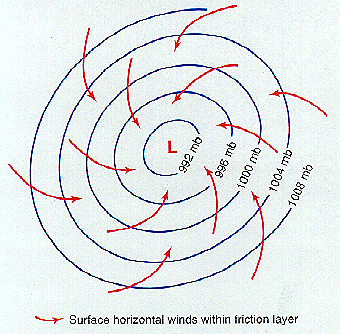 L
992 mb
996 mb
1000 mb
1004 mb
1008 mb
Surface horizontal winds within friction layer